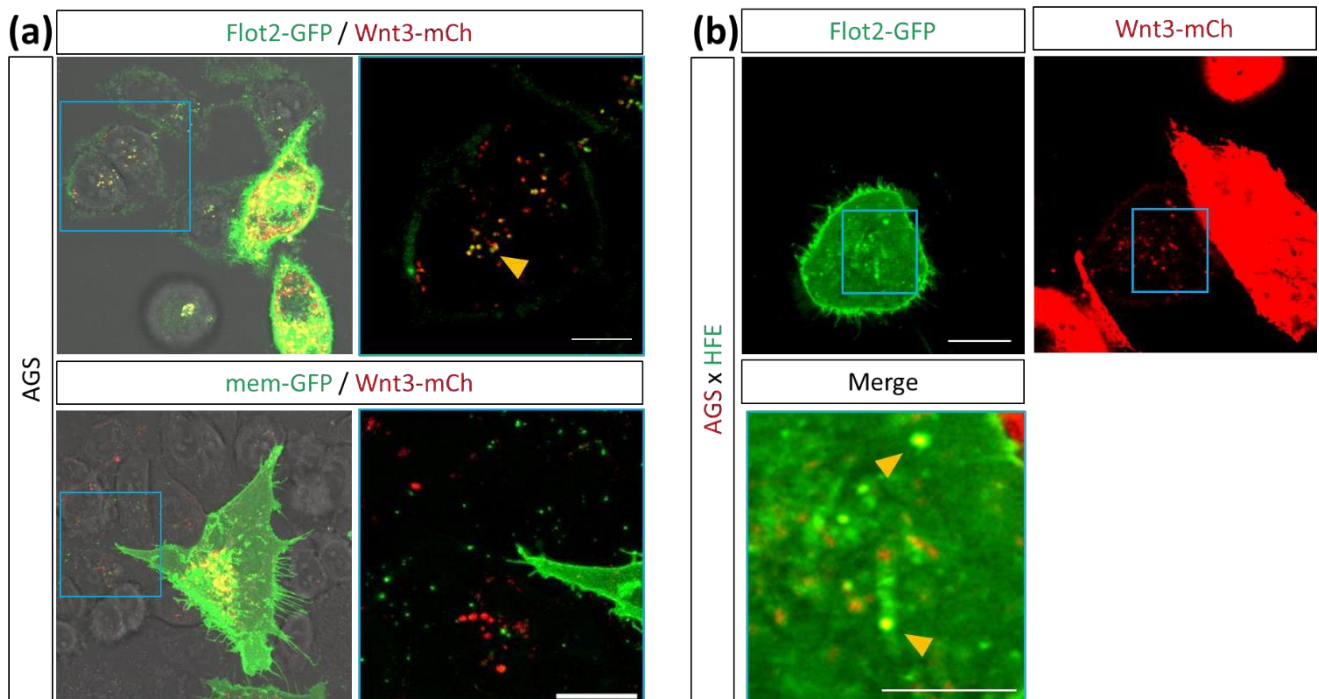 (a)
Flot2-GFP / Wnt3-mCh
AGS
mem-GFP / Wnt3-mCh
(b)
Flot2-GFP
Wnt3-mCh
AGS x HFE
Merge